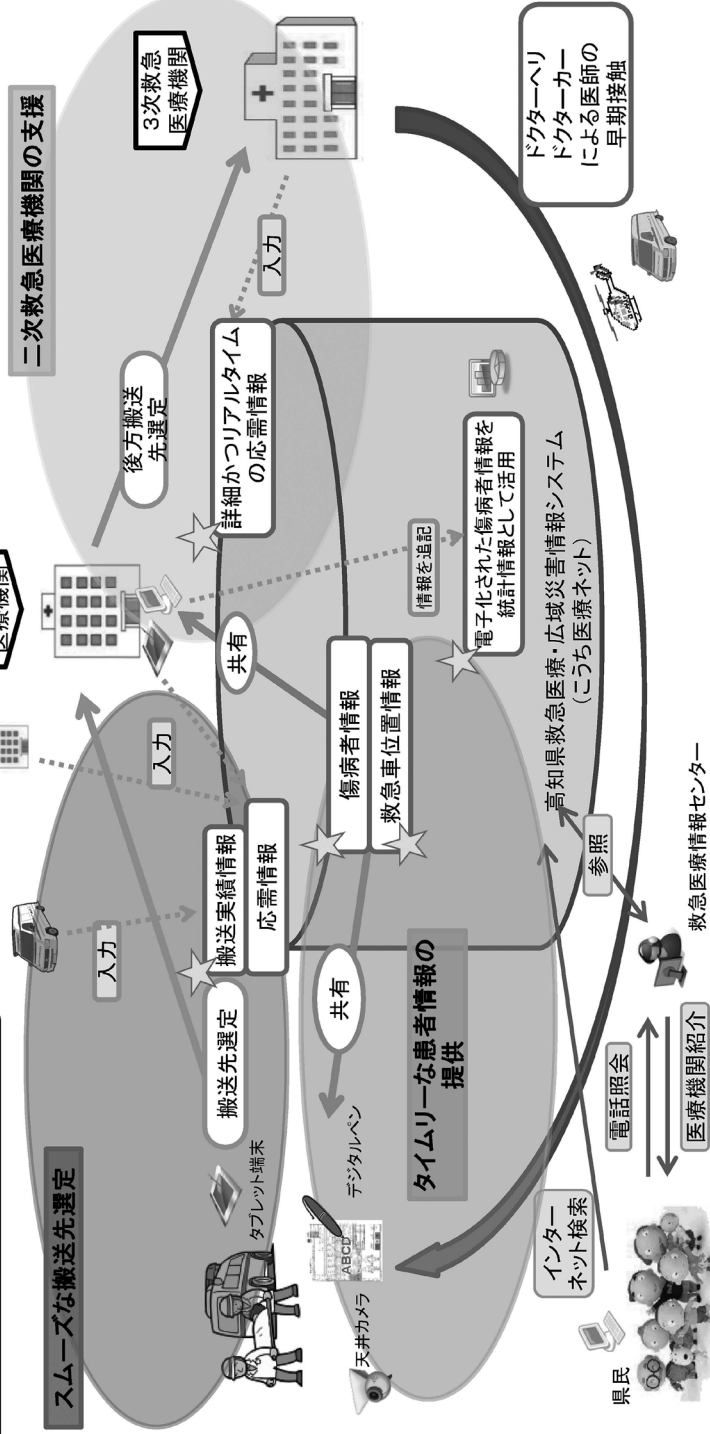 スムーズな搬送先選定
タブレット端末
搬送先選定
入力
搬送実績情報
応需情報
入力
医療機関
二次救急医療機関の支援
後方搬送
先選定
3次救急
医療機関
入力
詳細かつリアルタイム
の応需情報
共有
天井カメラ
ABCD
デジタルペン
共有
タイムリーな患者情報の
提供
傷病者情報
救急車位置情報
情報を追記
電子化された傷病者情報を
統計情報として活用
高知県救急医療・広域災害情報システム
(こうち医療ネット)
ドクターヘリ
ドクターカー
による医師の
早期接触
県民
インター
ネット検索
電話照会
医療機関紹介
参照
救急医療情報センター